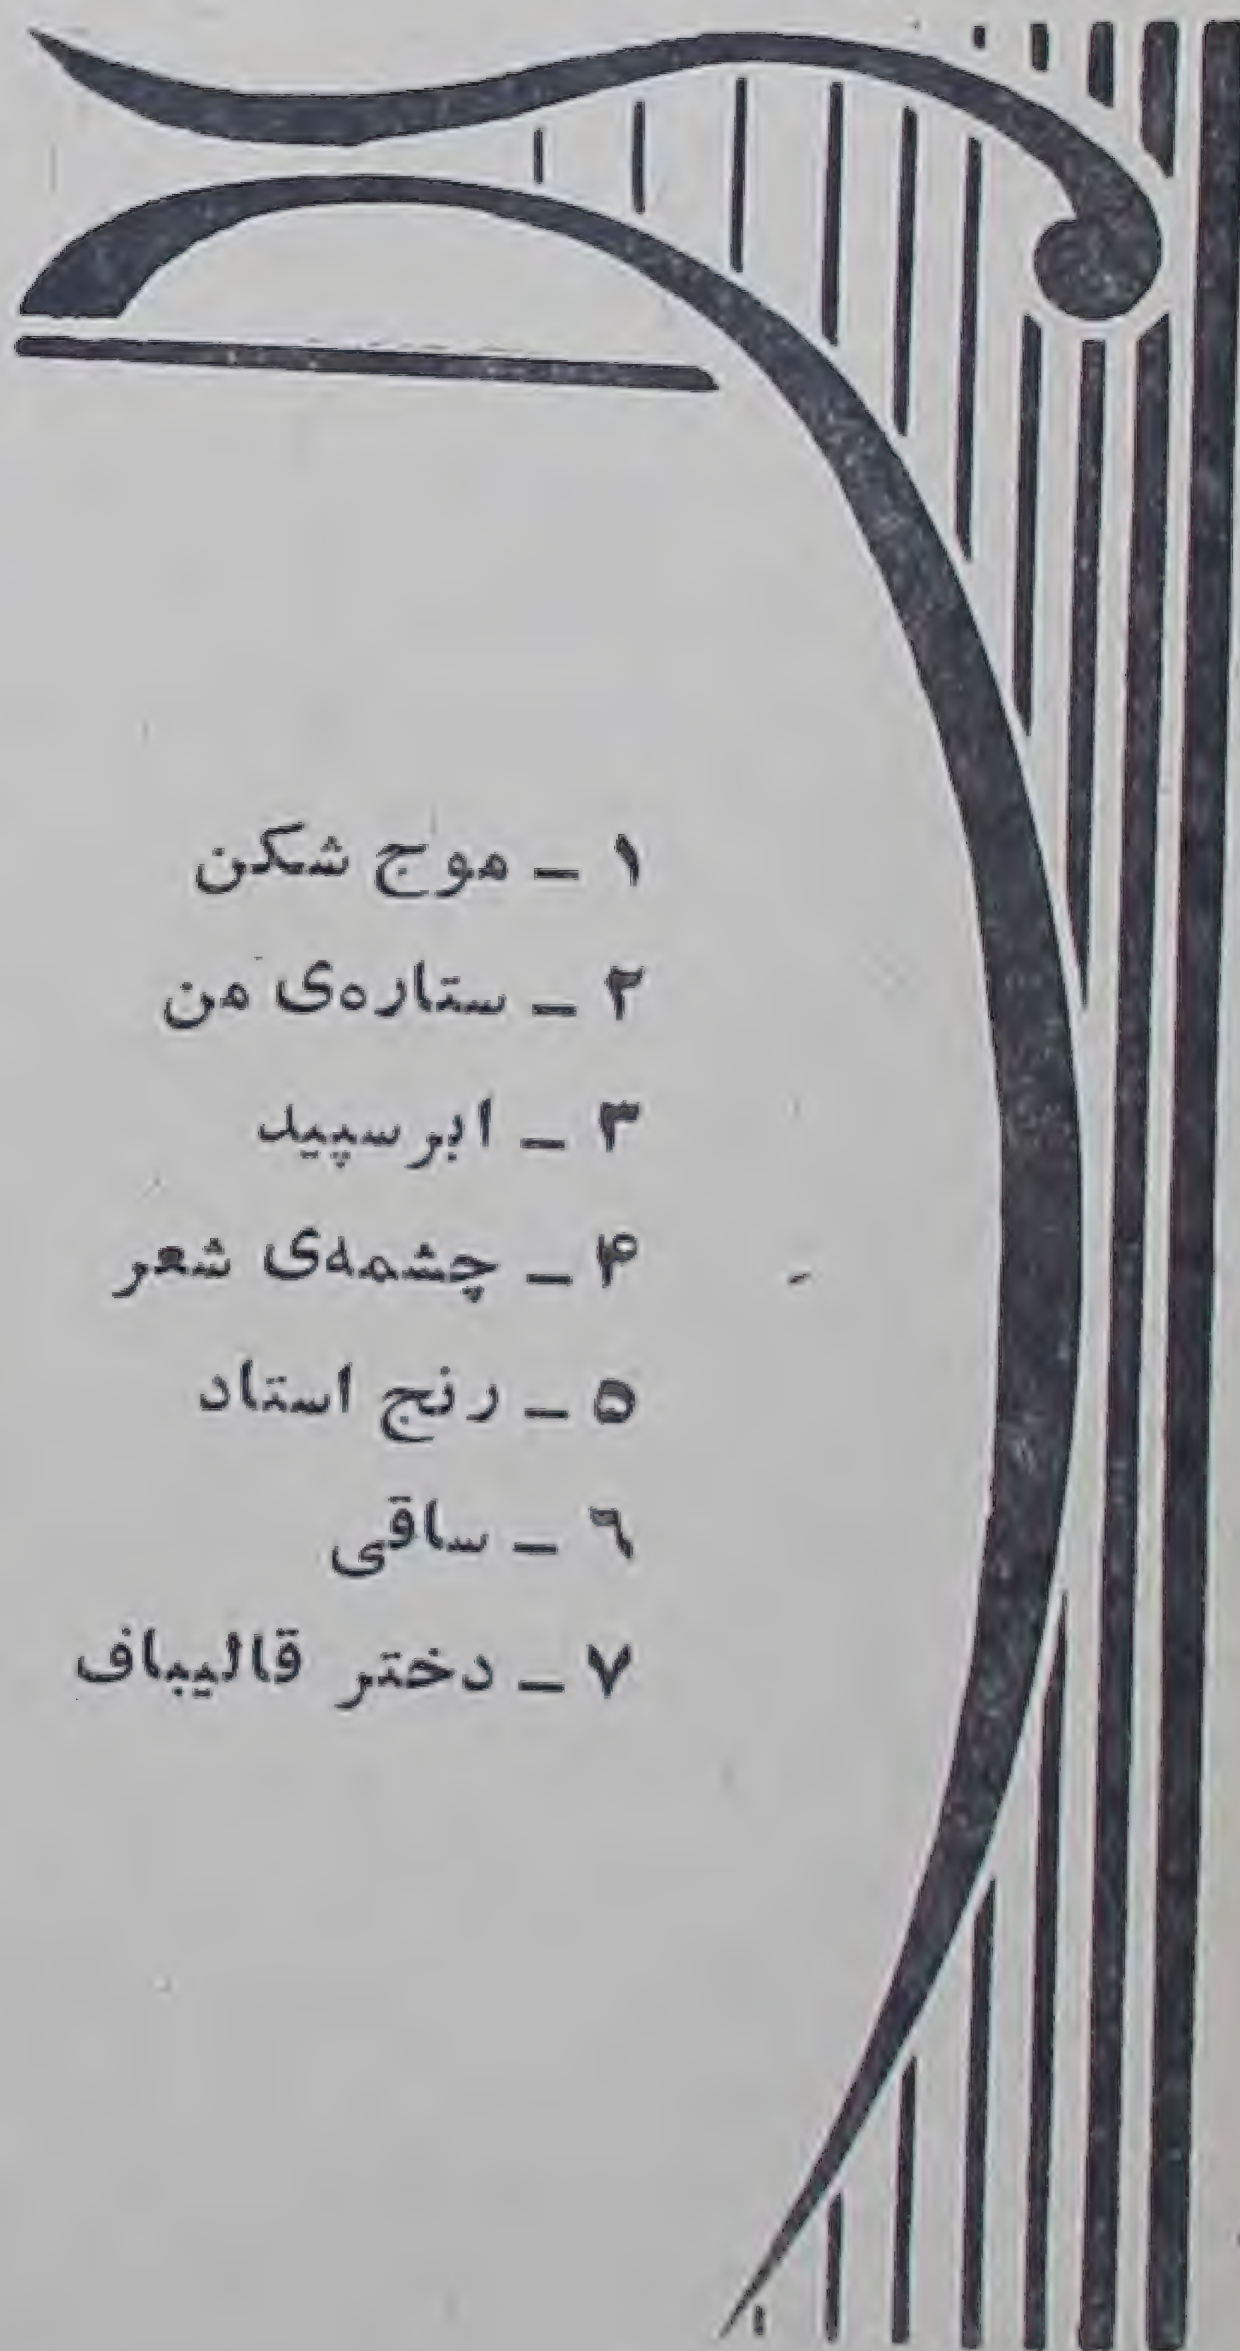 ۱ ـ موج شکن
۲ ـ ستاره‌ی من
۳ ـ ابر سپید
۴ ـ چشمه‌ی شعر
۵ ـ رنج استاد
۶ ـ ساقی
۷ ـ دختر قالیباف